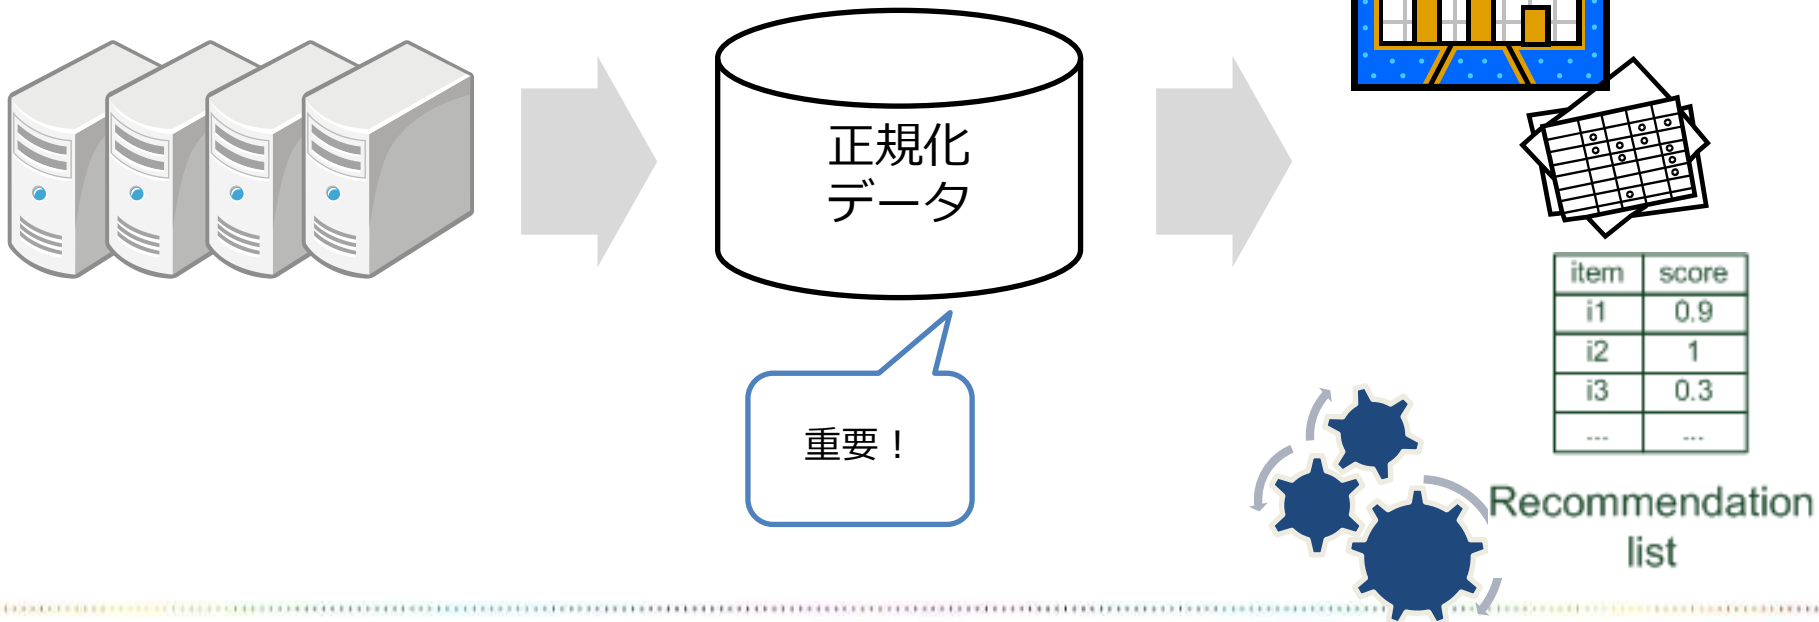 正規化
データ
重要！
item score
i1 0.9
i2 1
i3 0.3
... ...
Recommendation
list